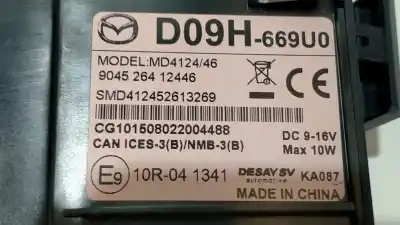 D09H-669U0
MODEL:MD4124/46
9045 264 12446
SMD412452613269
CG101508022004488
CAN ICES-3(B)/NMB-3(B)
DC 9-16V
Max 10W
E9 10R-04 1341
DESAY SV
automotive
KA087
MADE IN CHINA
CE